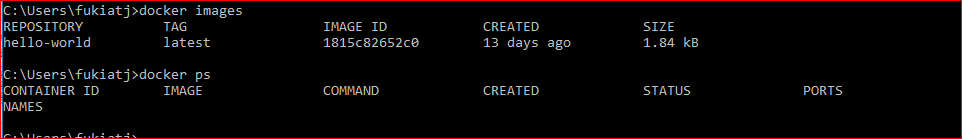 C:\Users\fukiatj>docker images
REPOSITORY TAG IMAGE ID CREATED SIZE
hello-world latest 1815c82652c0 13 days ago 1.84 kB
C:\Users\fukiatj>docker ps
CONTAINER ID IMAGE COMMAND CREATED STATUS PORTS
NAMES
C:\Users\fukiatj>